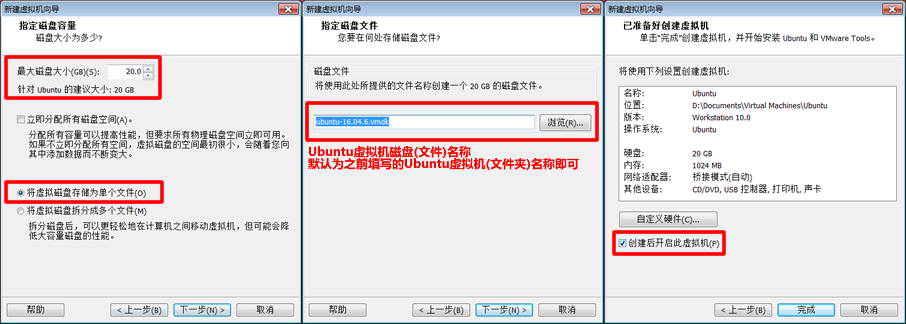 新建虚拟机向导
指定磁盘容量
磁盘大小为多少?
最大磁盘大小(GB)(S):
20.0
针对 Ubuntu 的建议大小: 20 GB
立即分配所有磁盘空间(A)。
分配所有容量可以提高性能，但要求所有物理磁盘空间立即可用。
如果不立即分配所有空间，虚拟磁盘的空间最初很小，会随着您向
其中添加数据而不断变大。
将虚拟磁盘存储为单个文件(O)
将虚拟磁盘拆分成多个文件(M)
拆分磁盘后，可以更轻松地在计算机之间移动虚拟机，但可能会降
低大容量磁盘的性能。
帮助
< 上一步(B)
下一步(N) >
取消
新建虚拟机向导
指定磁盘文件
您要在何处存储磁盘文件?
磁盘文件
将使用此处所提供的文件名称创建一个 20 GB 的磁盘文件。
ubuntu-16.04.6.vmdk
浏览(R)...
Ubuntu虚拟机磁盘(文件)名称
默认为之前填写的Ubuntu虚拟机(文件夹)名称即可
帮助
< 上一步(B)
下一步(N) >
取消
新建虚拟机向导
已准备好创建虚拟机
单击"完成"创建虚拟机，并开始安装 Ubuntu 和 VMware Tools。
将使用下列设置创建虚拟机:
名称: Ubuntu
位置: D:\Documents\Virtual Machines\Ubuntu
版本: Workstation 10.0
操作系统: Ubuntu
硬盘: 20 GB
内存: 1024 MB
网络适配器: 桥接模式(自动)
其他设备: CD/DVD, USB 控制器, 打印机, 声卡
自定义硬件(C)...
创建后开启此虚拟机(P)
< 上一步(B)
完成
取消